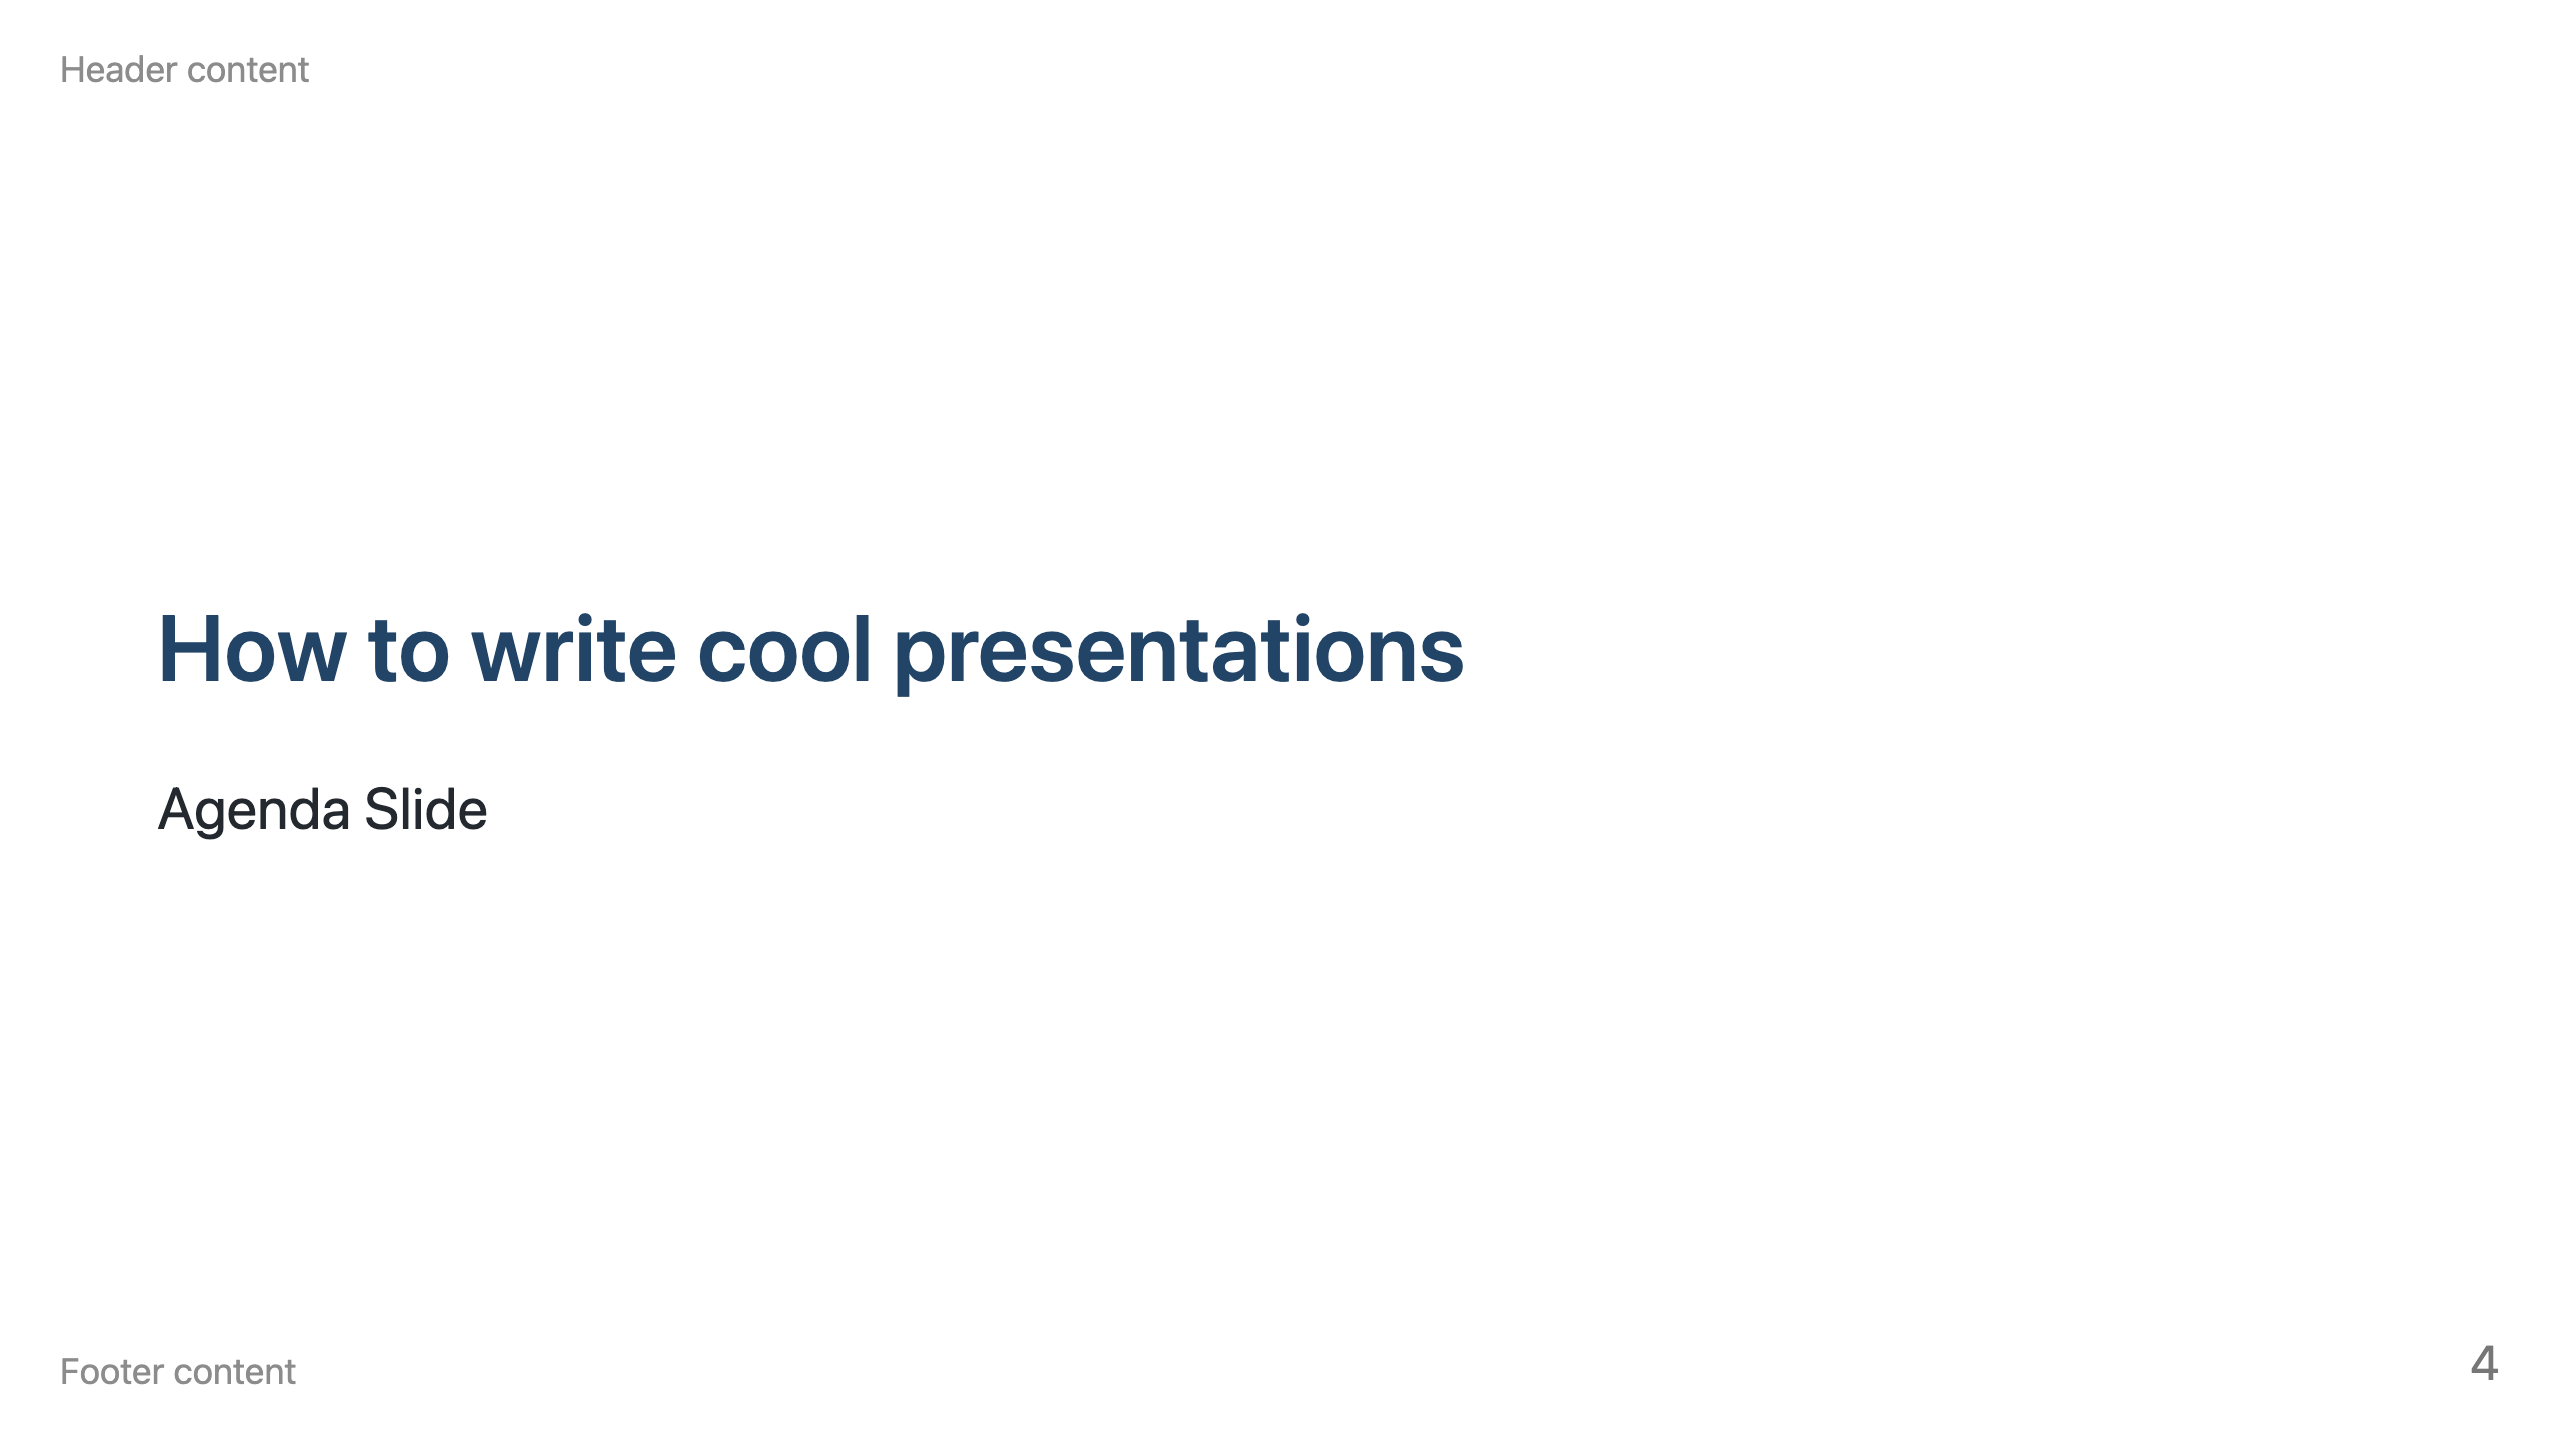 Header content
How to write cool presentations
Agenda Slide
Footer content
4